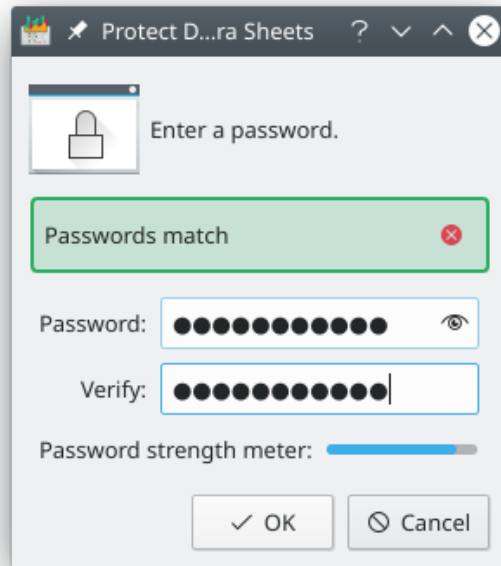 Protect D...ra Sheets
Enter a password.
Passwords match
Password: ●●●●●●●●●●●
Verify: ●●●●●●●●●●●
Password strength meter:
OK Cancel